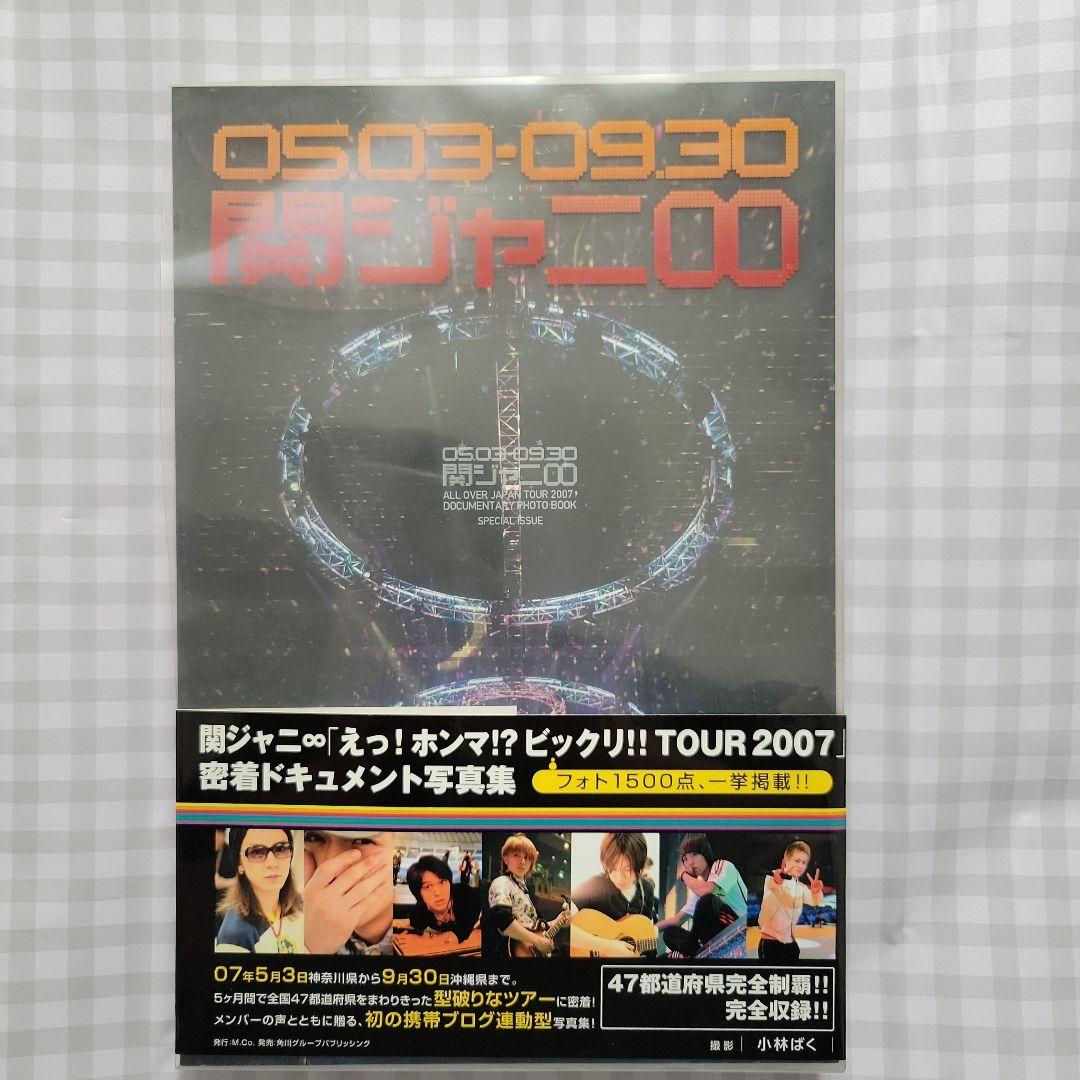 05.03-09.30
関ジャニ∞
05.03-09.30
関ジャニ∞
ALL OVER JAPAN TOUR 2007
DOCUMENTARY PHOTO BOOK
SPECIAL ISSUE
関ジャニ∞「えっ!ホンマ!?ビックリ!! TOUR 2007」
密着ドキュメント写真集
フォト1500点、一挙掲載!!
07年5月3日神奈川県から9月30日沖縄県まで。
5ヶ月間で全国47都道府県をまわりきった型破りなツアーに密着!
メンバーの声とともに贈る、初の携帯ブログ連動型写真集!
発行:M.Co. 発売:角川グループパブリッシング
47都道府県完全制覇!!
完全収録!!
撮影 小林ばく